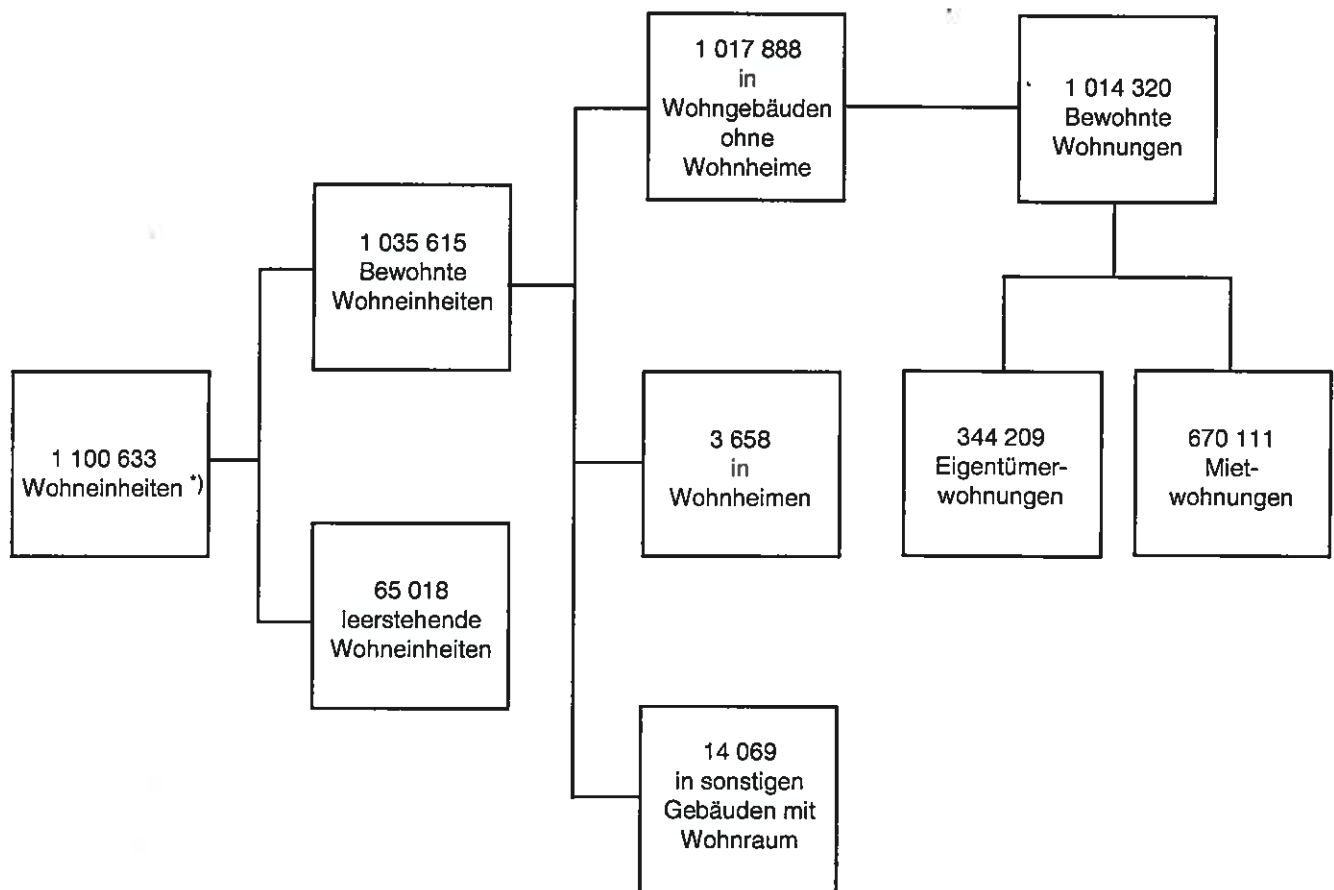 1 017 888
in
Wohngebäuden
ohne
Wohnheime
1 014 320
Bewohnte
Wohnungen
1 035 615
Bewohnte
Wohneinheiten
1 100 633
Wohneinheiten *)
3 658
in
Wohnheimen
344 209
Eigentümer-
wohnungen
670 111
Miet-
wohnungen
65 018
leerstehende
Wohneinheiten
14 069
in sonstigen
Gebäuden mit
Wohnraum